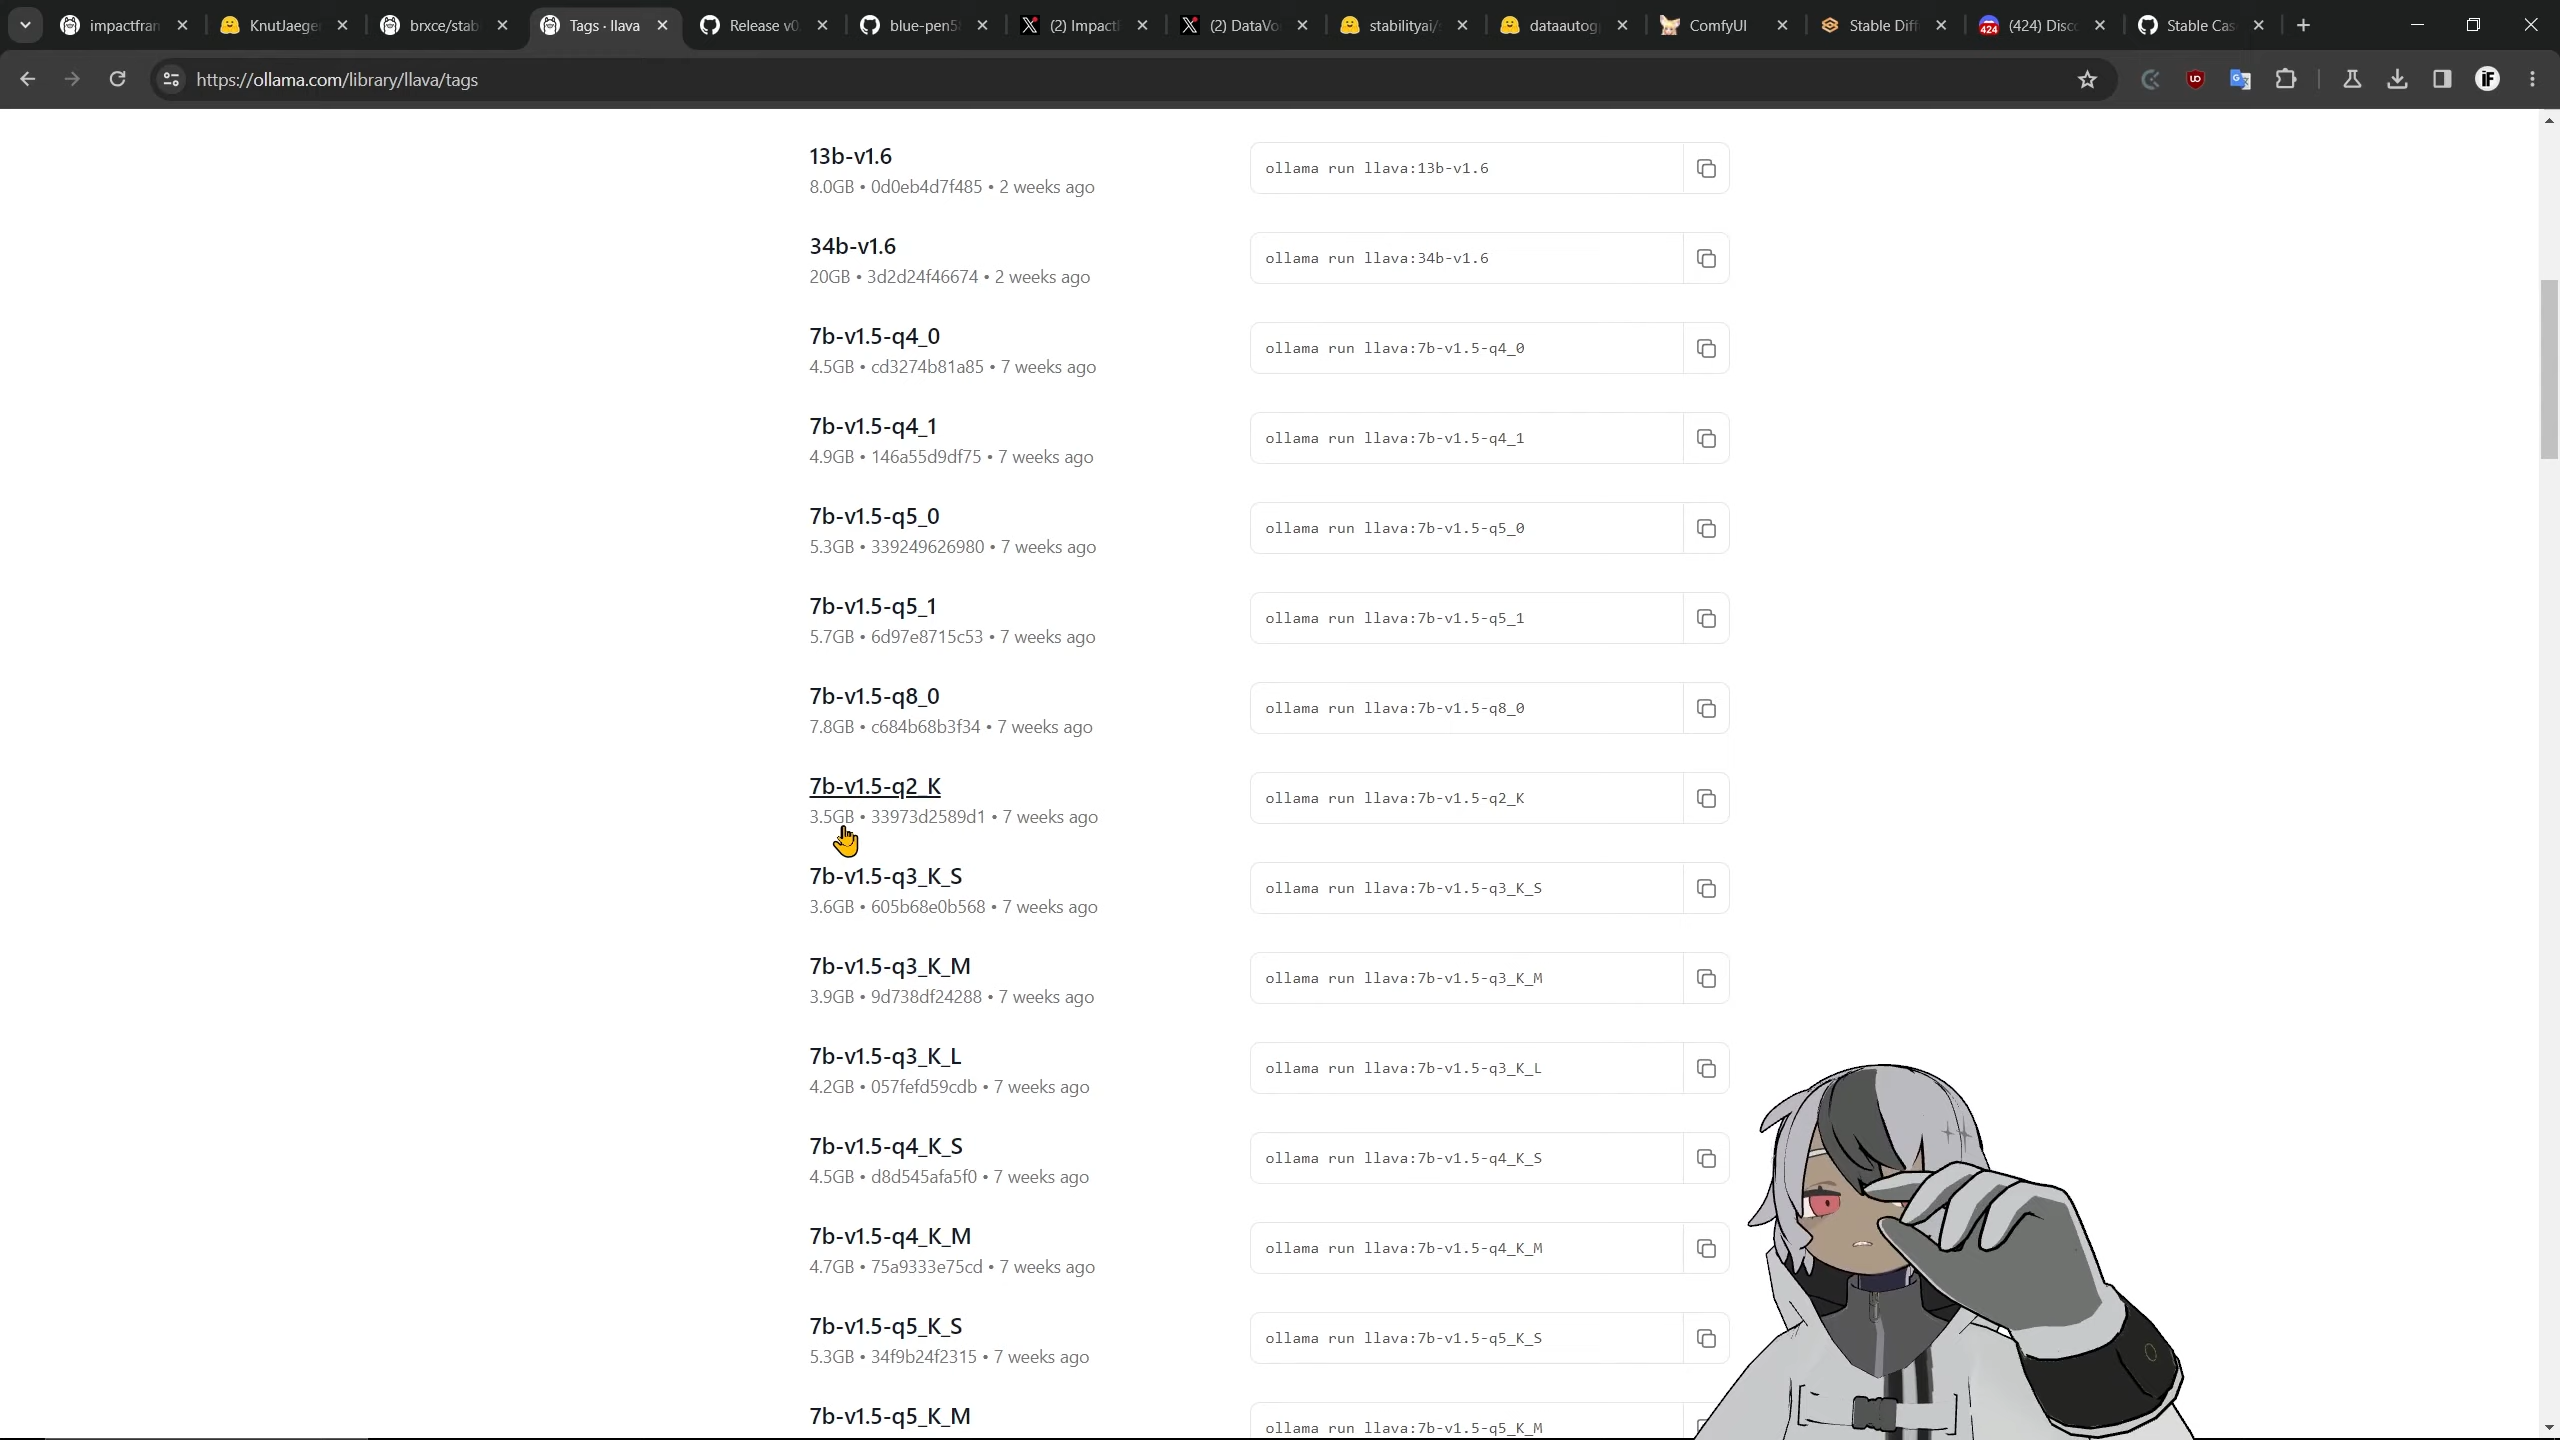 impactfran
KnutJaege
brxce/stab
Tags · llava
Release v0.
blue-pen5
(2) Impactf
(2) DataVo
stabilityai/
dataautog
ComfyUI
Stable Diff
(424) Disc
Stable Cas
https://ollama.com/library/llava/tags
13b-v1.6
8.0GB • 0d0eb4d7f485 • 2 weeks ago
ollama run llava:13b-v1.6
34b-v1.6
20GB • 3d2d24f46674 • 2 weeks ago
ollama run llava:34b-v1.6
7b-v1.5-q4_0
4.5GB • cd3274b81a85 • 7 weeks ago
ollama run llava:7b-v1.5-q4_0
7b-v1.5-q4_1
4.9GB • 146a55d9df75 • 7 weeks ago
ollama run llava:7b-v1.5-q4_1
7b-v1.5-q5_0
5.3GB • 339249626980 • 7 weeks ago
ollama run llava:7b-v1.5-q5_0
7b-v1.5-q5_1
5.7GB • 6d97e8715c53 • 7 weeks ago
ollama run llava:7b-v1.5-q5_1
7b-v1.5-q8_0
7.8GB • c684b68b3f34 • 7 weeks ago
ollama run llava:7b-v1.5-q8_0
7b-v1.5-q2_K
3.5GB • 33973d2589d1 • 7 weeks ago
ollama run llava:7b-v1.5-q2_K
7b-v1.5-q3_K_S
3.6GB • 605b68e0b568 • 7 weeks ago
ollama run llava:7b-v1.5-q3_K_S
7b-v1.5-q3_K_M
3.9GB • 9d738df24288 • 7 weeks ago
ollama run llava:7b-v1.5-q3_K_M
7b-v1.5-q3_K_L
4.2GB • 057fefd59cdb • 7 weeks ago
ollama run llava:7b-v1.5-q3_K_L
7b-v1.5-q4_K_S
4.5GB • d8d545afa5f0 • 7 weeks ago
ollama run llava:7b-v1.5-q4_K_S
7b-v1.5-q4_K_M
4.7GB • 75a9333e75cd • 7 weeks ago
ollama run llava:7b-v1.5-q4_K_M
7b-v1.5-q5_K_S
5.3GB • 34f9b24f2315 • 7 weeks ago
ollama run llava:7b-v1.5-q5_K_S
7b-v1.5-q5_K_M
ollama run llava:7b-v1.5-q5_K_M